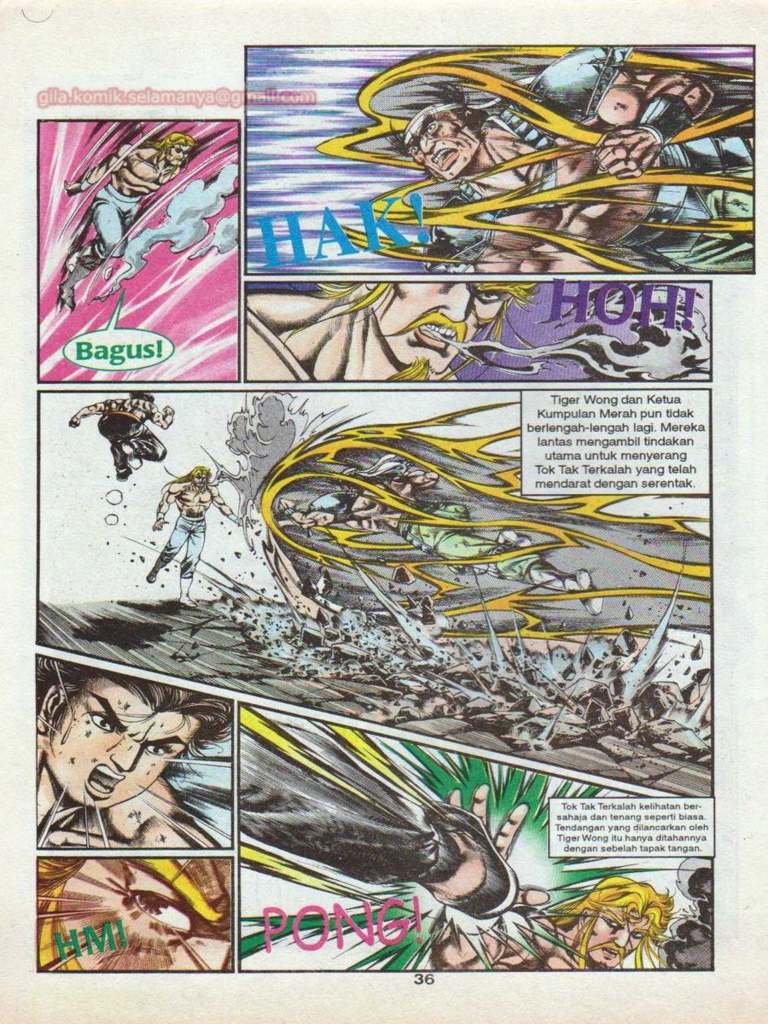 gila.komik.selamanya@gmail.com
HAK!
Bagus!
HOH!
Tiger Wong dan Ketua
Kumpulan Merah pun tidak
berlengah-lengah lagi. Mereka
lantas mengambil tindakan
utama untuk menyerang
Tok Tak Terkalah yang telah
mendarat dengan serentak.
Tok Tak Terkalah kelihatan ber-
sahaja dan tenang seperti biasa.
Tendangan yang dilancarkan oleh
Tiger Wong itu hanya ditahannya
dengan sebelah tapak tangan.
HM!
PONG!
36